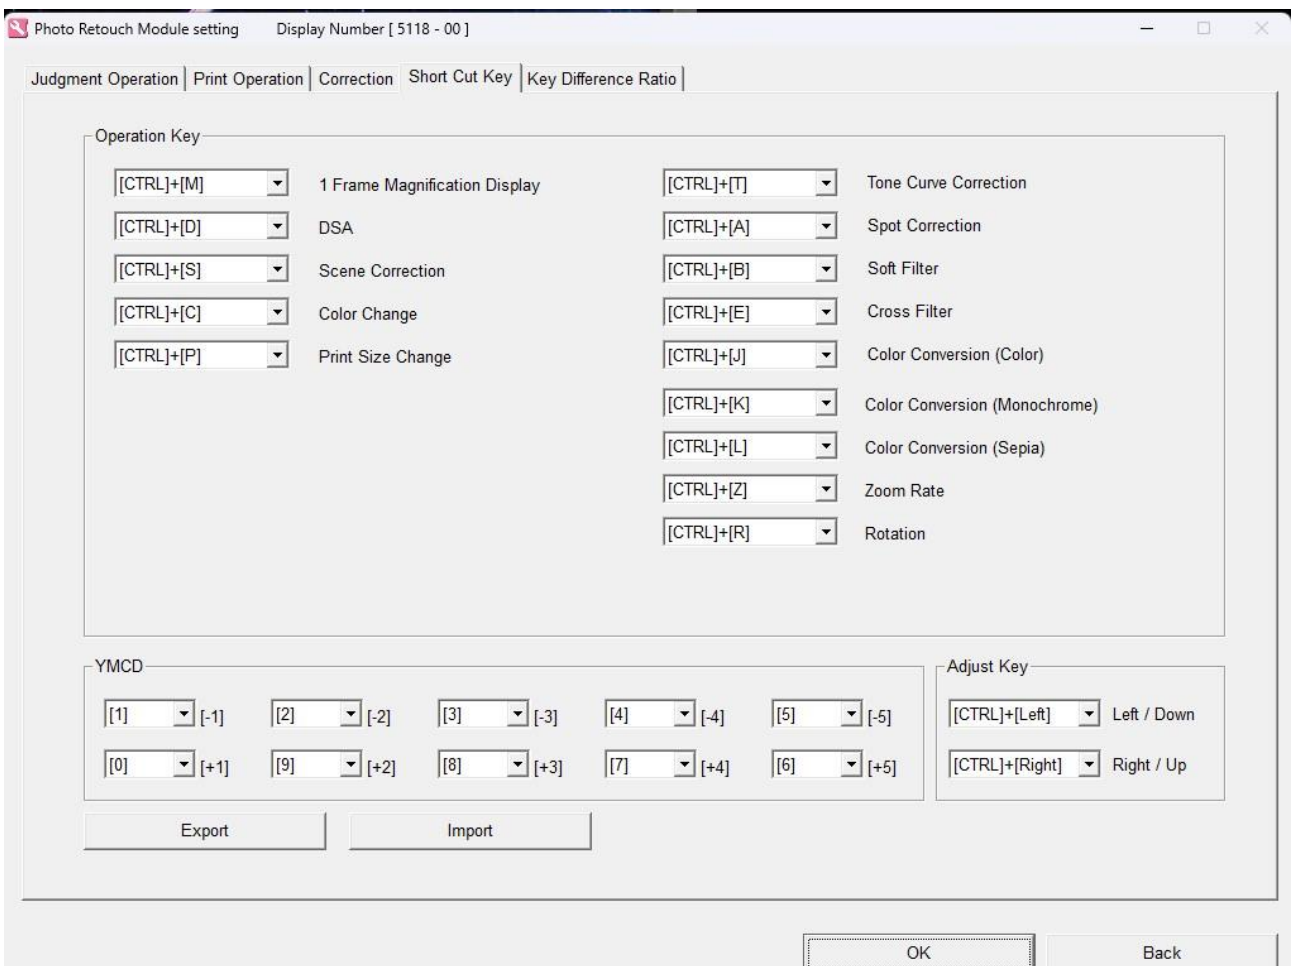 Photo Retouch Module setting Display Number [ 5118 - 00 ]
Judgment Operation Print Operation Correction Short Cut Key Key Difference Ratio
Operation Key
[CTRL]+[M] 1 Frame Magnification Display [CTRL]+[T] Tone Curve Correction
[CTRL]+[D] DSA [CTRL]+[A] Spot Correction
[CTRL]+[S] Scene Correction [CTRL]+[B] Soft Filter
[CTRL]+[C] Color Change [CTRL]+[E] Cross Filter
[CTRL]+[P] Print Size Change [CTRL]+[J] Color Conversion (Color)
[CTRL]+[K] Color Conversion (Monochrome)
[CTRL]+[L] Color Conversion (Sepia)
[CTRL]+[Z] Zoom Rate
[CTRL]+[R] Rotation
YMCD Adjust Key
[1] [-1] [2] [-2] [3] [-3] [4] [-4] [5] [-5] [CTRL]+[Left] Left / Down
[0] [+1] [9] [+2] [8] [+3] [7] [+4] [6] [+5] [CTRL]+[Right] Right / Up
Export Import
OK Back